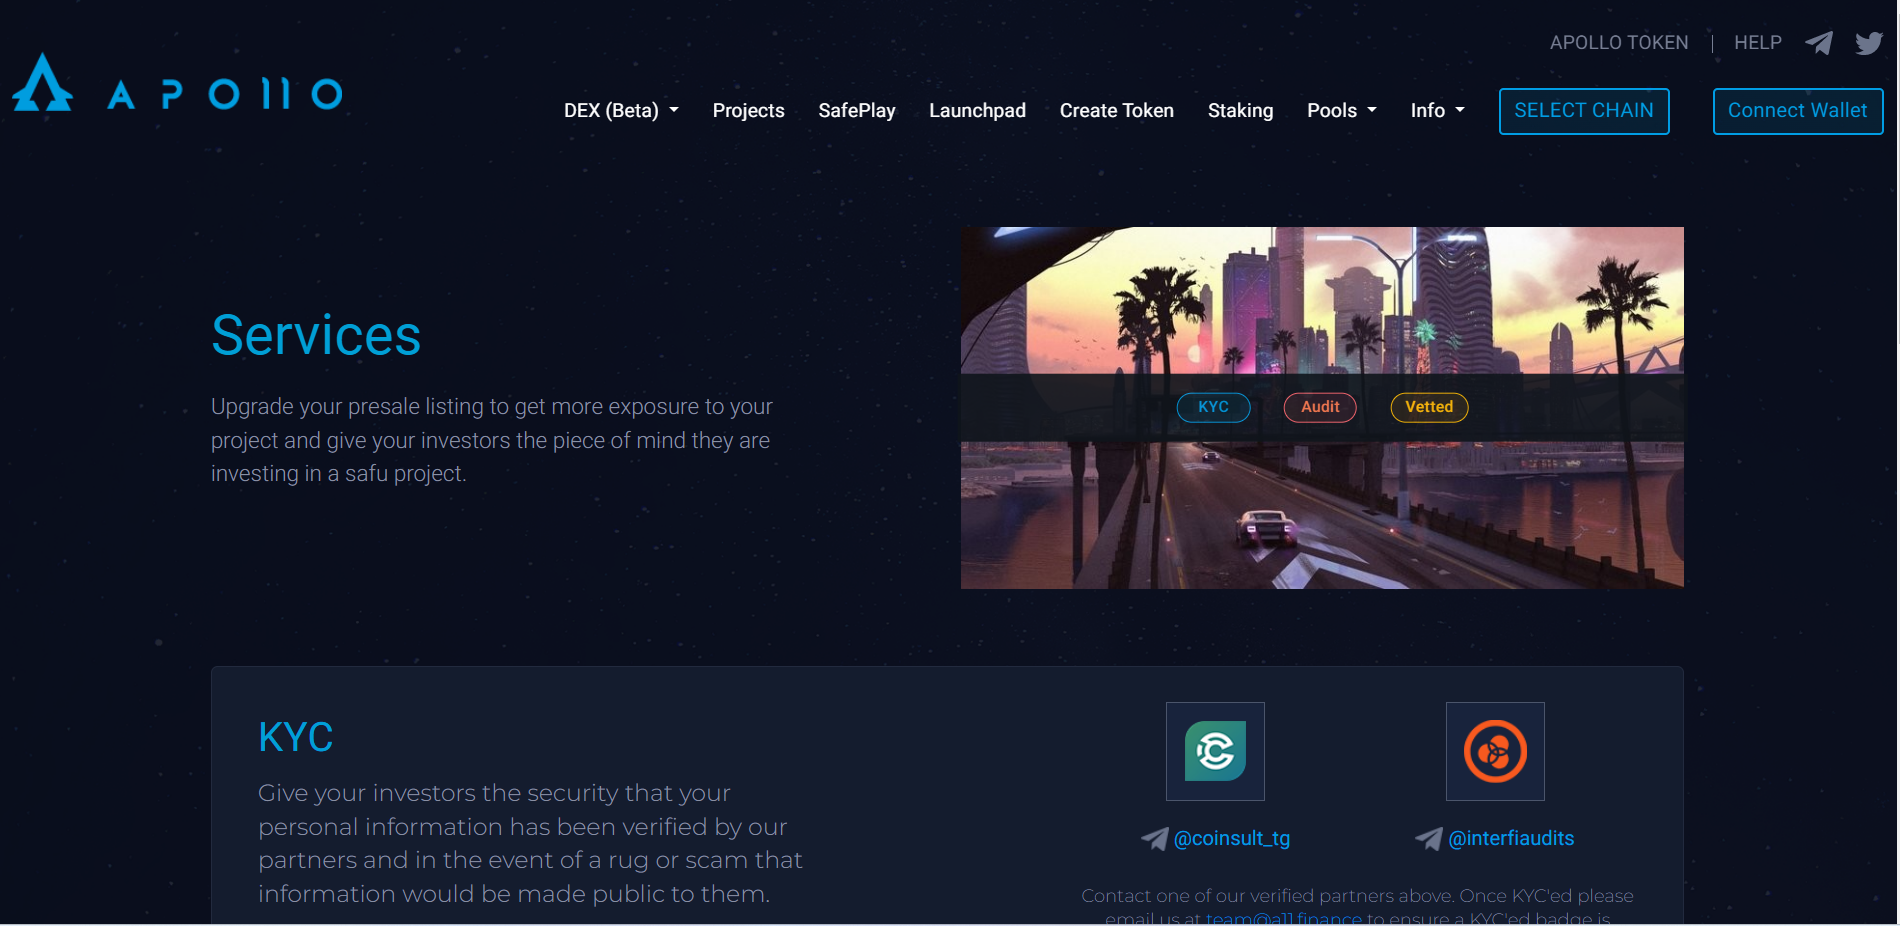 APOLLO TOKEN | HELP
APOllO
DEX (Beta) Projects SafePlay Launchpad Create Token Staking Pools Info SELECT CHAIN Connect Wallet
Services
Upgrade your presale listing to get more exposure to your
project and give your investors the piece of mind they are
investing in a safu project.
KYC Audit Vetted
KYC
Give your investors the security that your
personal information has been verified by our
partners and in the event of a rug or scam that
information would be made public to them.
@coinsult_tg @interfiaudits
Contact one of our verified partners above. Once KYC'ed please
email us at team@a11.finance to ensure a KYC'ed badge is